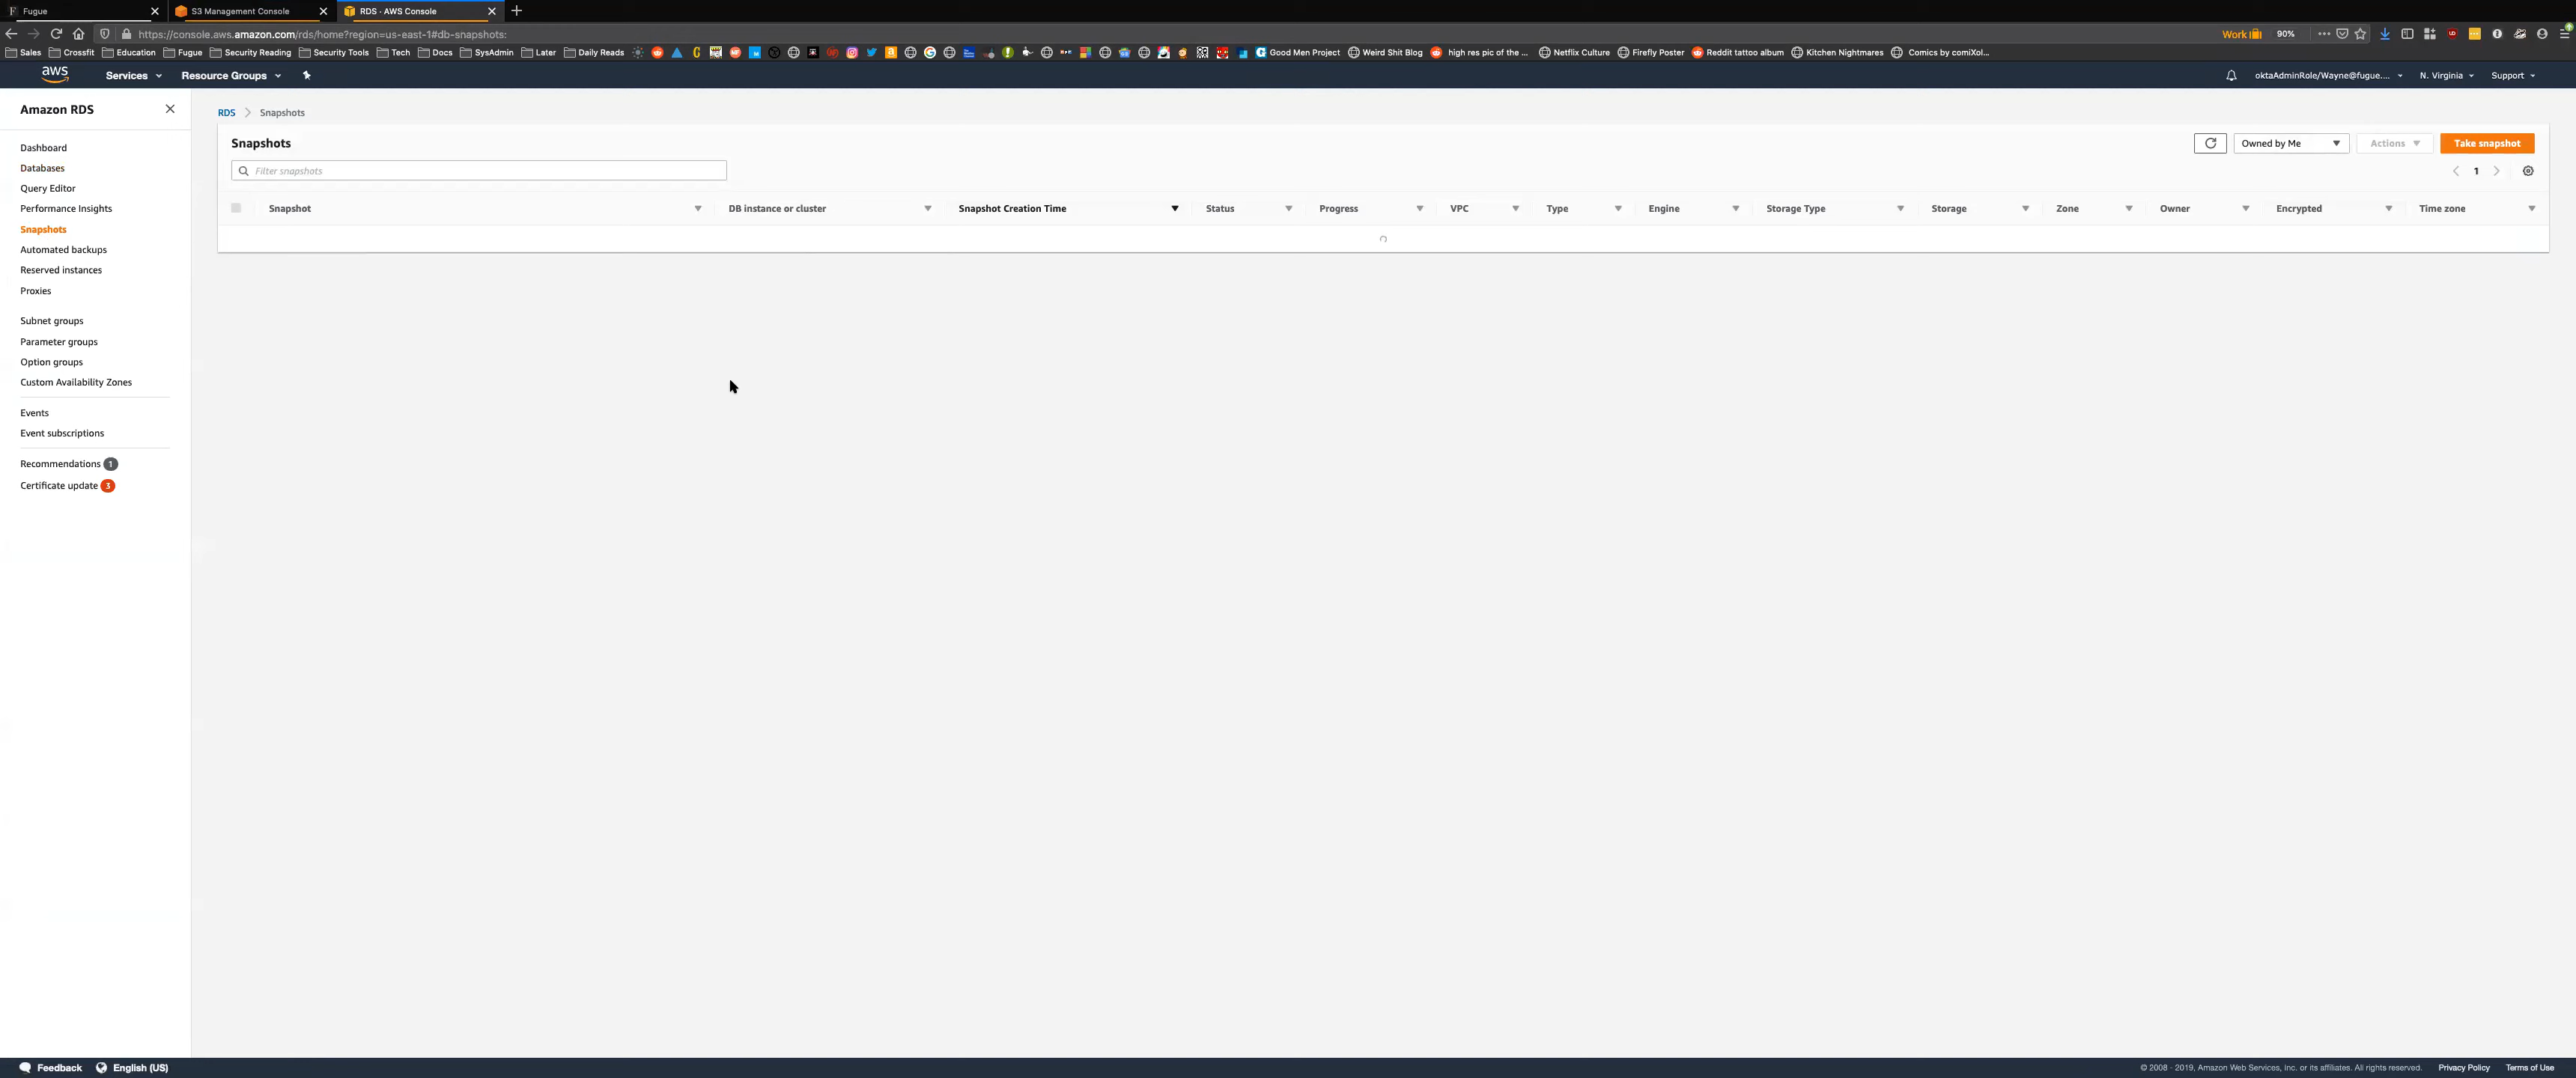 Fugue
S3 Management Console
RDS · AWS Console
https://console.aws.amazon.com/rds/home?region=us-east-1#db-snapshots:
Work
90%
Sales
Crossfit
Education
Fugue
Security Reading
Security Tools
Tech
Docs
SysAdmin
Later
Daily Reads
Good Men Project
Weird Shit Blog
high res pic of the ...
Netflix Culture
Firefly Poster
Reddit tattoo album
Kitchen Nightmares
Comics by comiXol...
aws
Services
Resource Groups
oktaAdminRole/Wayne@fugue....
N. Virginia
Support
Amazon RDS
Dashboard
Databases
Query Editor
Performance Insights
Snapshots
Automated backups
Reserved instances
Proxies
Subnet groups
Parameter groups
Option groups
Custom Availability Zones
Events
Event subscriptions
Recommendations 1
Certificate update 3
RDS > Snapshots
Snapshots
Owned by Me
Actions
Take snapshot
Filter snapshots
1
Snapshot
DB instance or cluster
Snapshot Creation Time
Status
Progress
VPC
Type
Engine
Storage Type
Storage
Zone
Owner
Encrypted
Time zone
Feedback
English (US)
© 2008 - 2019, Amazon Web Services, Inc. or its affiliates. All rights reserved.
Privacy Policy
Terms of Use